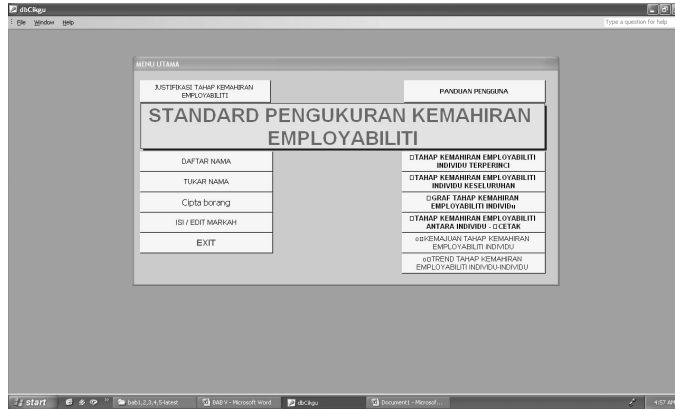 dbCikgu
File Window Help
Type a question for help
MENU UTAMA
JUSTIFIKASI TAHAP KEMAHIRAN
EMPLOYABILITI
PANDUAN PENGGUNA
STANDARD PENGUKURAN KEMAHIRAN
EMPLOYABILITI
DAFTAR NAMA
TUKAR NAMA
Cipta borang
ISI / EDIT MARKAH
EXIT
□TAHAP KEMAHIRAN EMPLOYABILITI
INDIVIDU TERPERINCI
□TAHAP KEMAHIRAN EMPLOYABILITI
INDIVIDU KESELURUHAN
□GRAF TAHAP KEMAHIRAN
EMPLOYABILITI INDIVIDu
□TAHAP KEMAHIRAN EMPLOYABILITI
ANTARA INDIVIDU - □CETAK
o□KEMAJUAN TAHAP KEMAHIRAN
EMPLOYABILITI INDIVIDU
o□TREND TAHAP KEMAHIRAN
EMPLOYABILITI INDIVIDU-INDIVIDU
start
bab1,2,3,4,5-latest
BAB V - Microsoft Word
dbCikgu
Document1 - Microsof...
4:57 AM